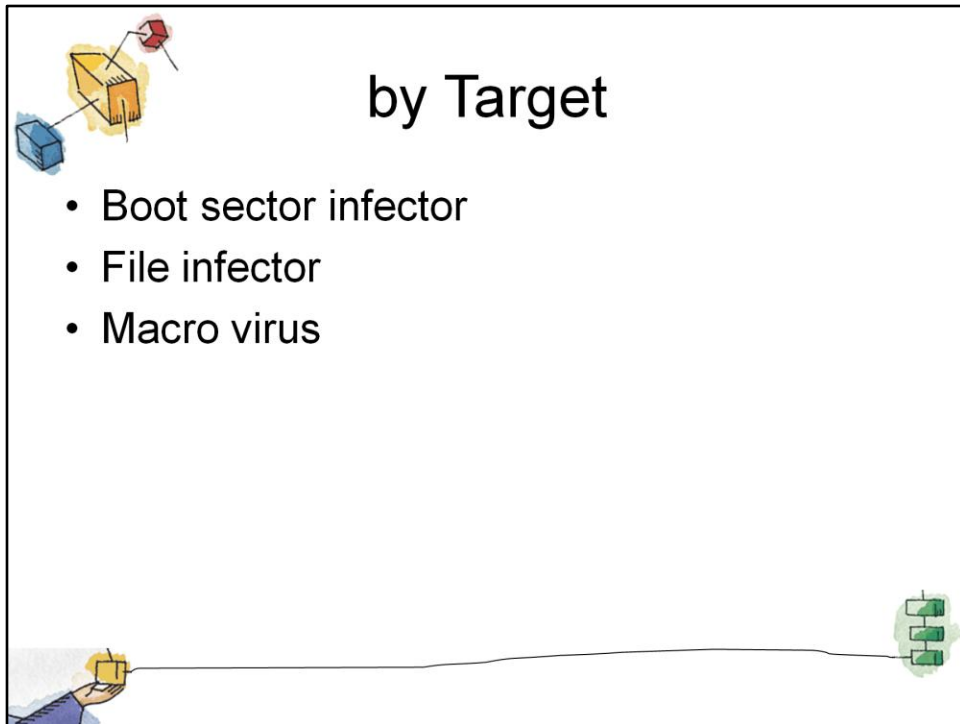 by Target
• Boot sector infector
• File infector
• Macro virus